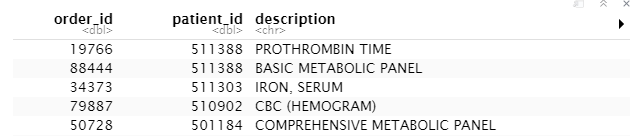 order_id patient_id description
<dbl> <dbl> <chr>
19766 511388 PROTHROMBIN TIME
88444 511388 BASIC METABOLIC PANEL
34373 511303 IRON, SERUM
79887 510902 CBC (HEMOGRAM)
50728 501184 COMPREHENSIVE METABOLIC PANEL